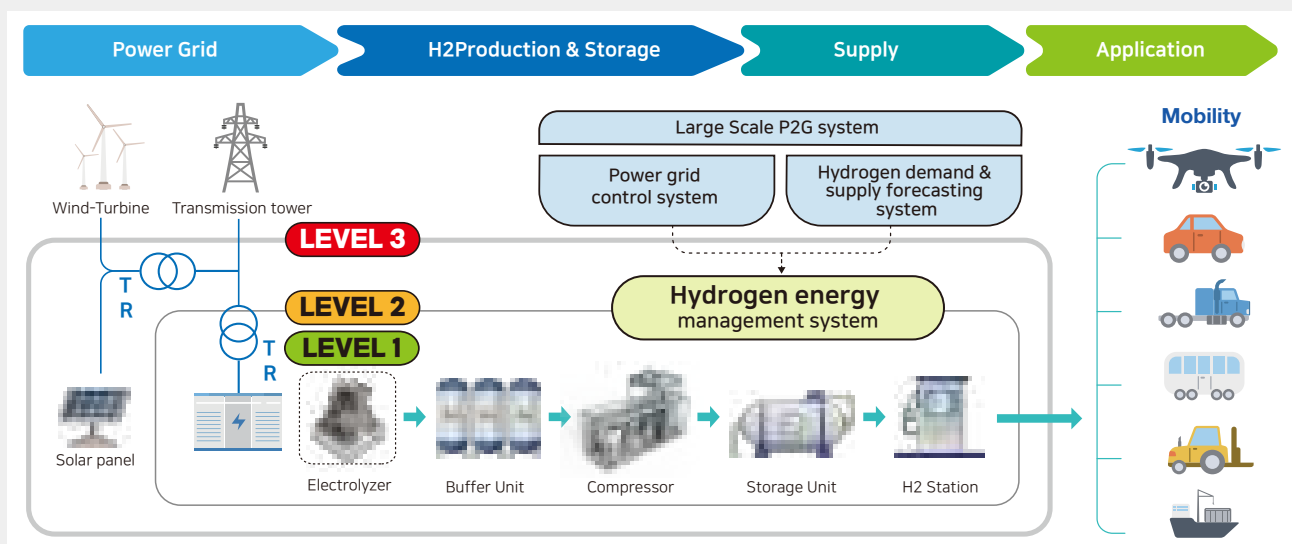 Power Grid
H2Production & Storage
Supply
Application
Wind-Turbine
Transmission tower
Large Scale P2G system
Power grid
control system
Hydrogen demand &
supply forecasting
system
Mobility
LEVEL 3
T
R
LEVEL 2
LEVEL 1
T
R
Hydrogen energy
management system
Solar panel
Electrolyzer
Buffer Unit
Compressor
Storage Unit
H2 Station